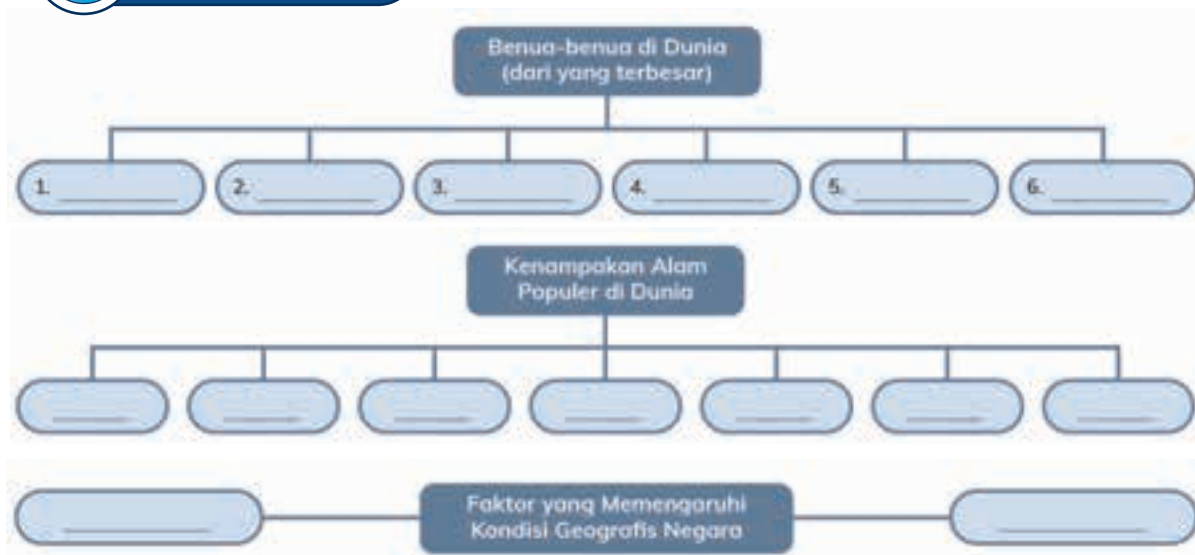 Benua-benua di Dunia
(dari yang terbesar)
1. 2. 3. 4. 5. 6.
Kenampakan Alam
Populer di Dunia
Faktor yang Memengaruhi
Kondisi Geografis Negara